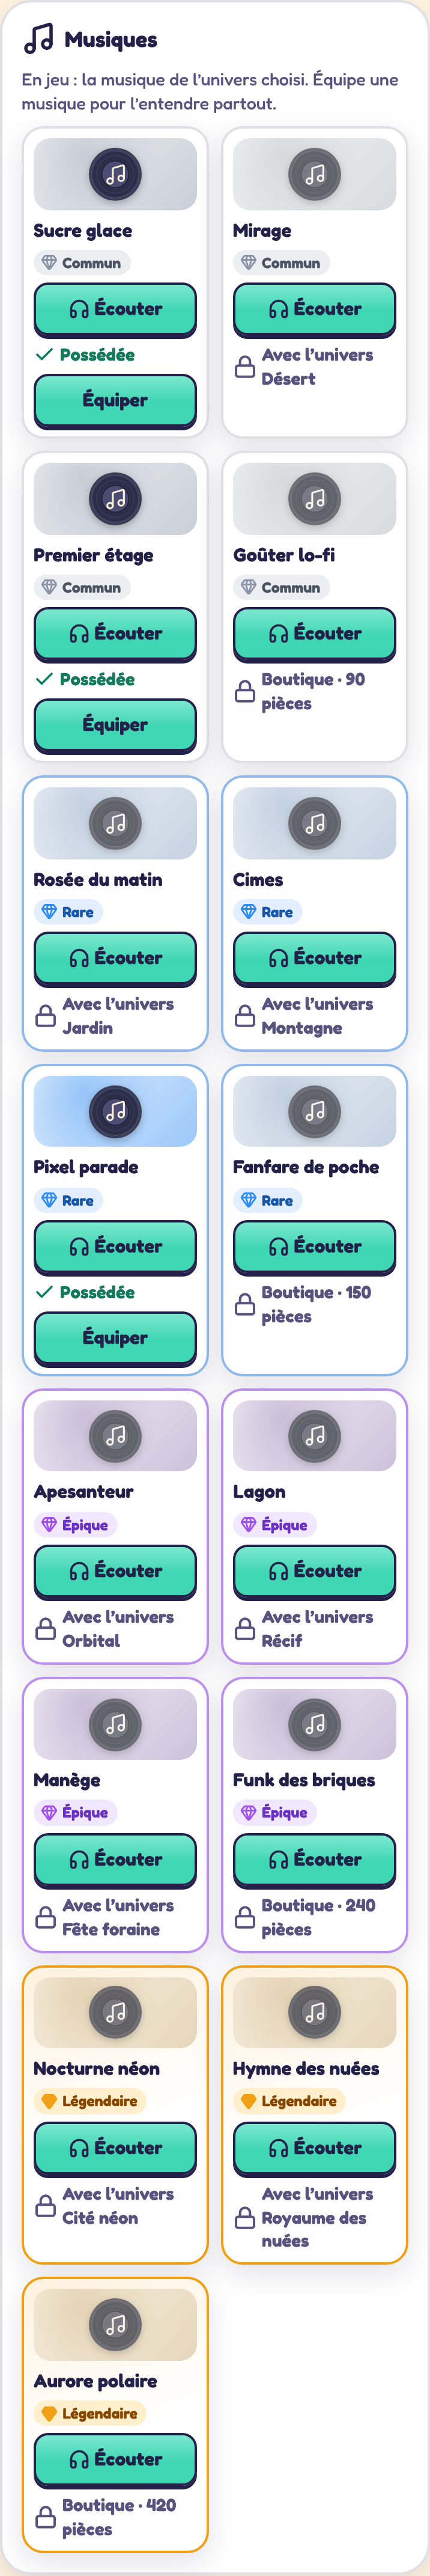 Musiques
En jeu : la musique de l’univers choisi. Équipe une
musique pour l’entendre partout.
Sucre glace
Commun
Écouter
Possédée
Équiper
Mirage
Commun
Écouter
Avec l’univers
Désert
Premier étage
Commun
Écouter
Possédée
Équiper
Goûter lo-fi
Commun
Écouter
Boutique · 90
pièces
Rosée du matin
Rare
Écouter
Avec l’univers
Jardin
Cimes
Rare
Écouter
Avec l’univers
Montagne
Pixel parade
Rare
Écouter
Possédée
Équiper
Fanfare de poche
Rare
Écouter
Boutique · 150
pièces
Apesanteur
Épique
Écouter
Avec l’univers
Orbital
Lagon
Épique
Écouter
Avec l’univers
Récif
Manège
Épique
Écouter
Avec l’univers
Fête foraine
Funk des briques
Épique
Écouter
Boutique · 240
pièces
Nocturne néon
Légendaire
Écouter
Avec l’univers
Cité néon
Hymne des nuées
Légendaire
Écouter
Avec l’univers
Royaume des
nuées
Aurore polaire
Légendaire
Écouter
Boutique · 420
pièces